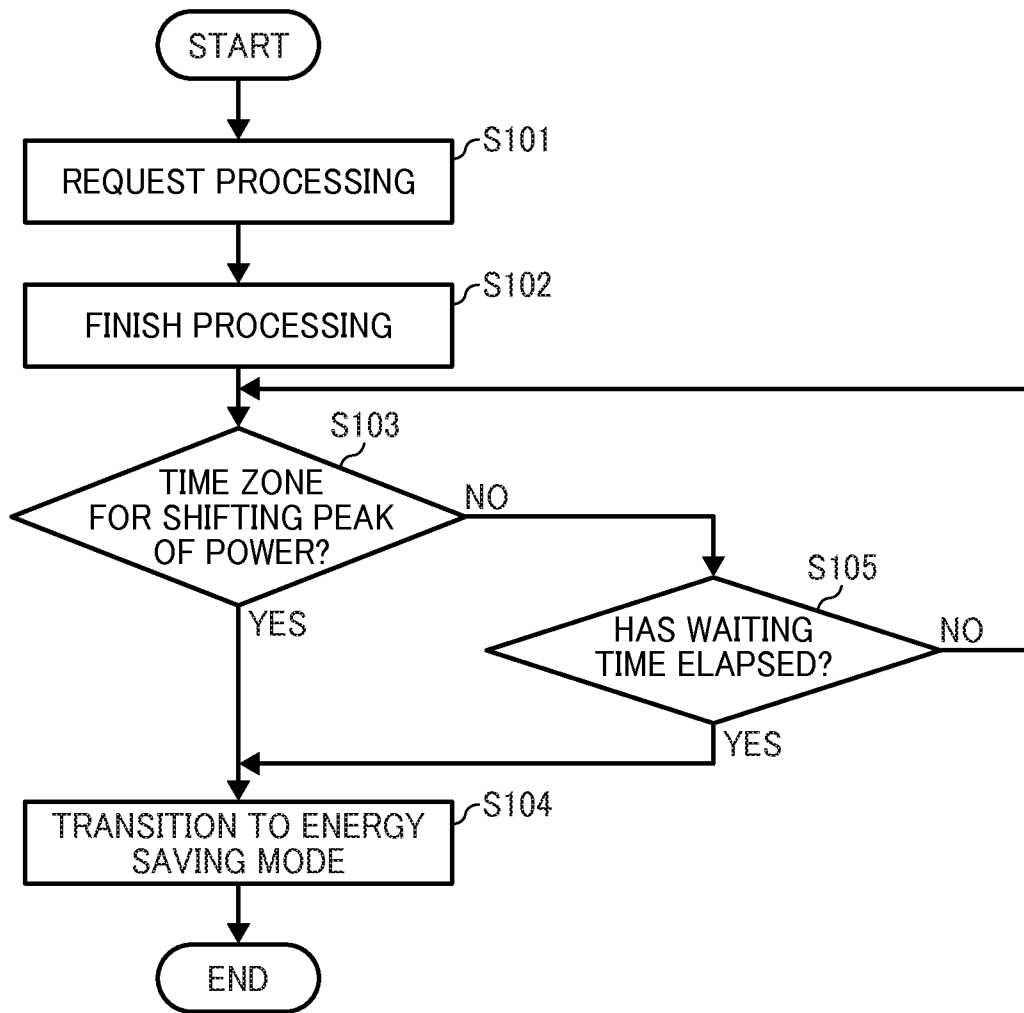 START
S101
REQUEST PROCESSING
S102
FINISH PROCESSING
S103
TIME ZONE
FOR SHIFTING PEAK
OF POWER?
NO
YES
S105
HAS WAITING
TIME ELAPSED?
NO
YES
S104
TRANSITION TO ENERGY
SAVING MODE
END